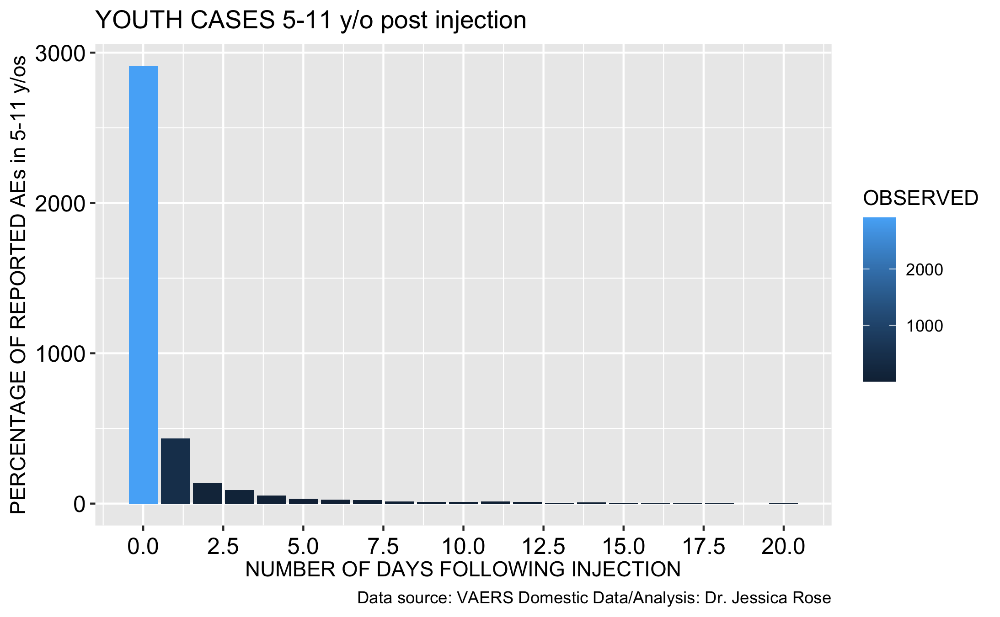 YOUTH CASES 5-11 y/o post injection
PERCENTAGE OF REPORTED AEs in 5-11 y/os
3000
2000
1000
0
0.0 2.5 5.0 7.5 10.0 12.5 15.0 17.5 20.0
NUMBER OF DAYS FOLLOWING INJECTION
OBSERVED
2000
1000
Data source: VAERS Domestic Data/Analysis: Dr. Jessica Rose